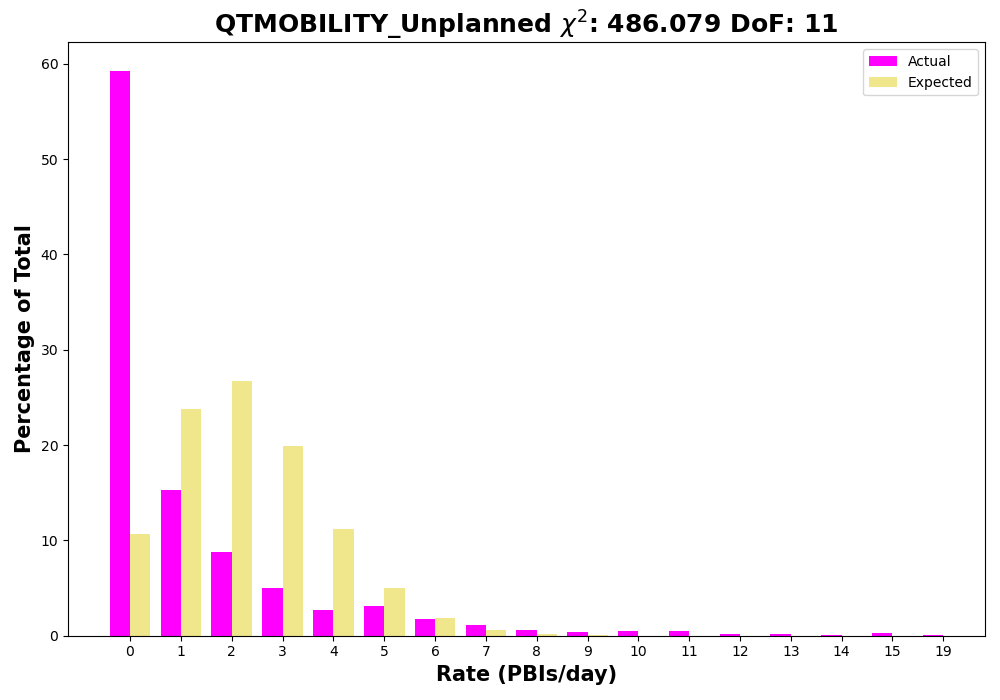 QTMOBILITY_Unplanned χ²: 486.079 DoF: 11
Actual
Expected
Percentage of Total
60
50
40
30
20
10
0
0 1 2 3 4 5 6 7 8 9 10 11 12 13 14 15 19
Rate (PBIs/day)